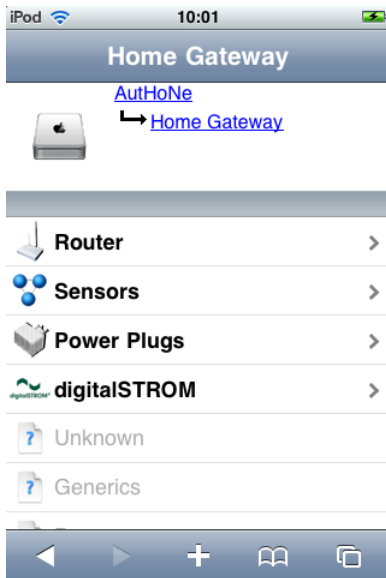 iPod 10:01
Home Gateway
AutHoNe
Home Gateway
Router
Sensors
Power Plugs
digitalSTROM digitalSTROM
Unknown
Generics